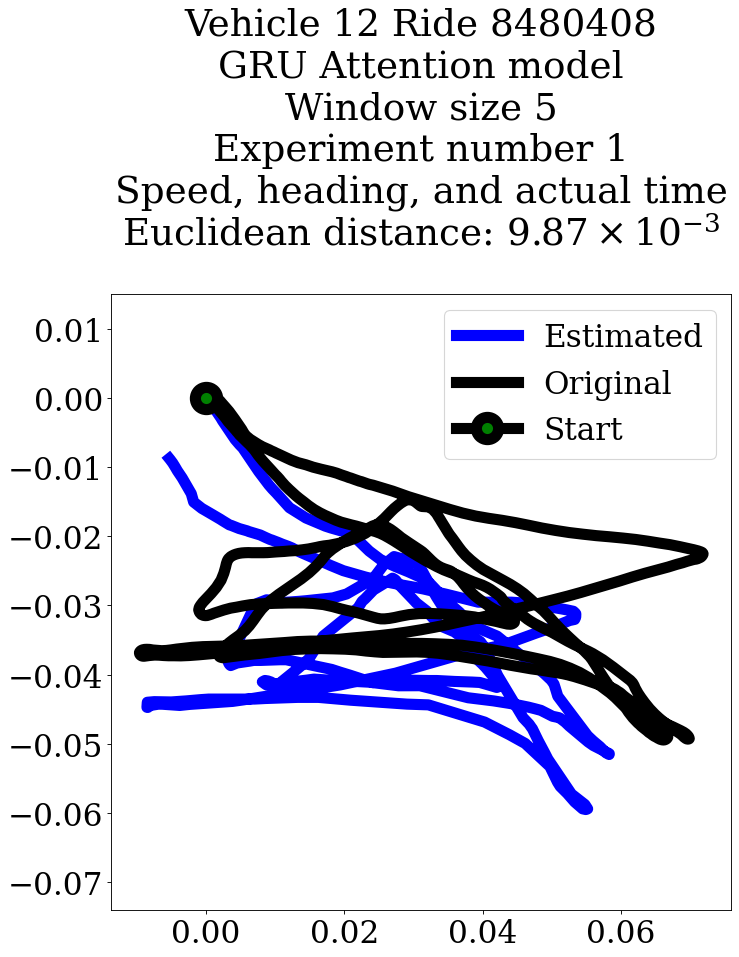 Vehicle 12 Ride 8480408
GRU Attention model
Window size 5
Experiment number 1
Speed, heading, and actual time
Euclidean distance: 9.87 × 10⁻³
Estimated
Original
Start
0.01
0.00
−0.01
−0.02
−0.03
−0.04
−0.05
−0.06
−0.07
0.00 0.02 0.04 0.06